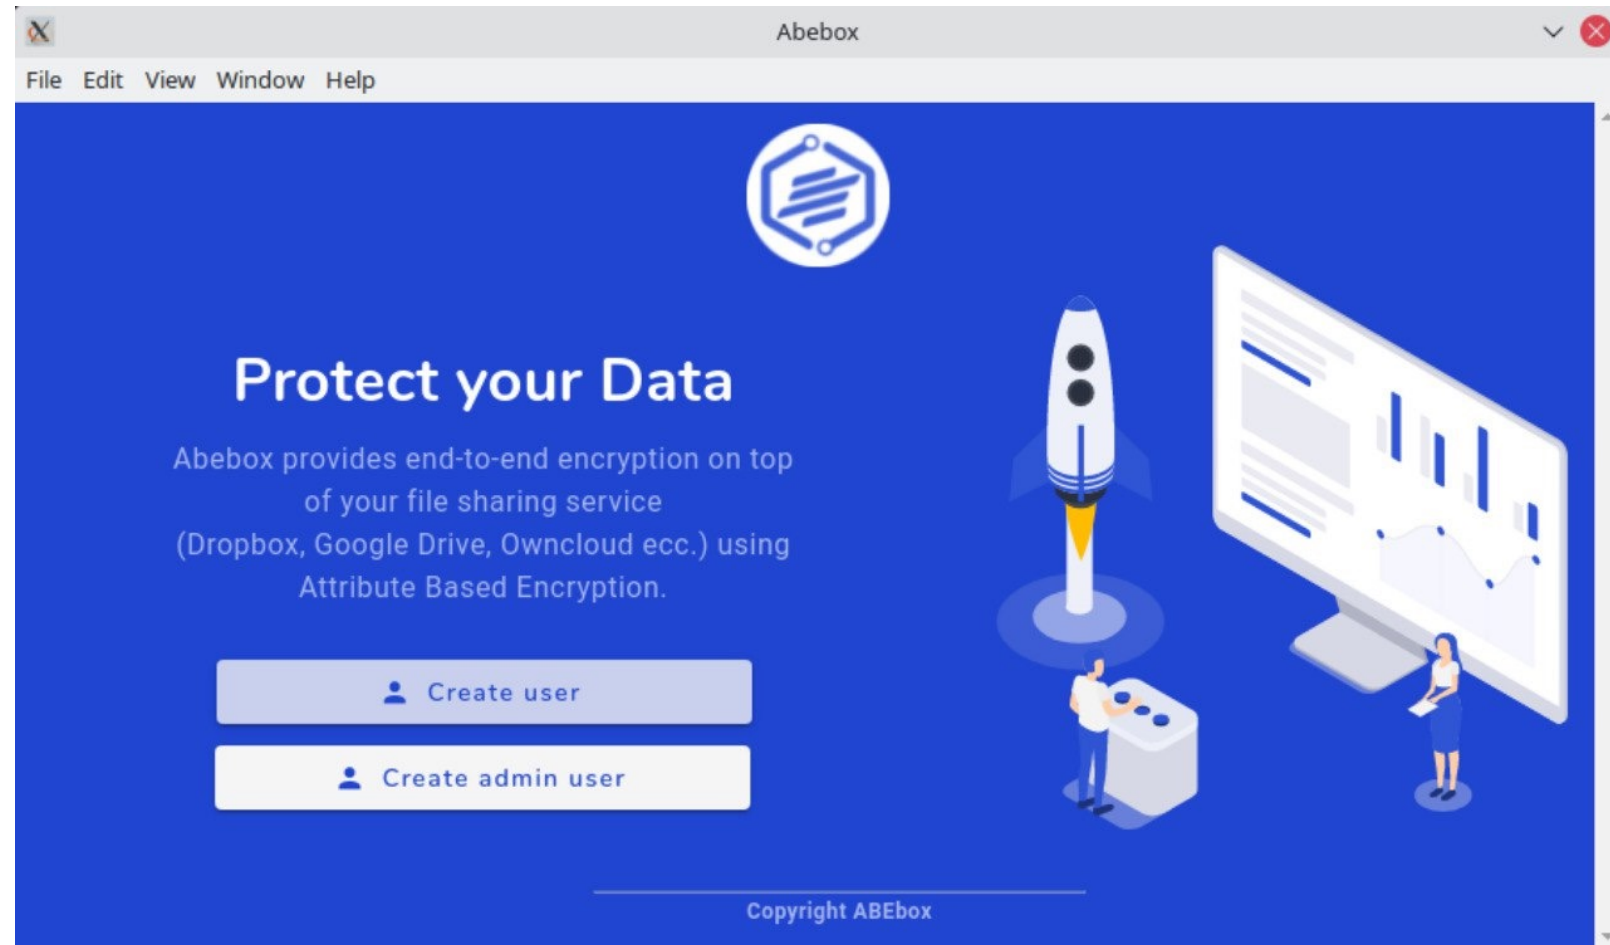 Abebox
File Edit View Window Help
Protect your Data
Abebox provides end-to-end encryption on top
of your file sharing service
(Dropbox, Google Drive, Owncloud ecc.) using
Attribute Based Encryption.
Create user
Create admin user
Copyright ABEbox